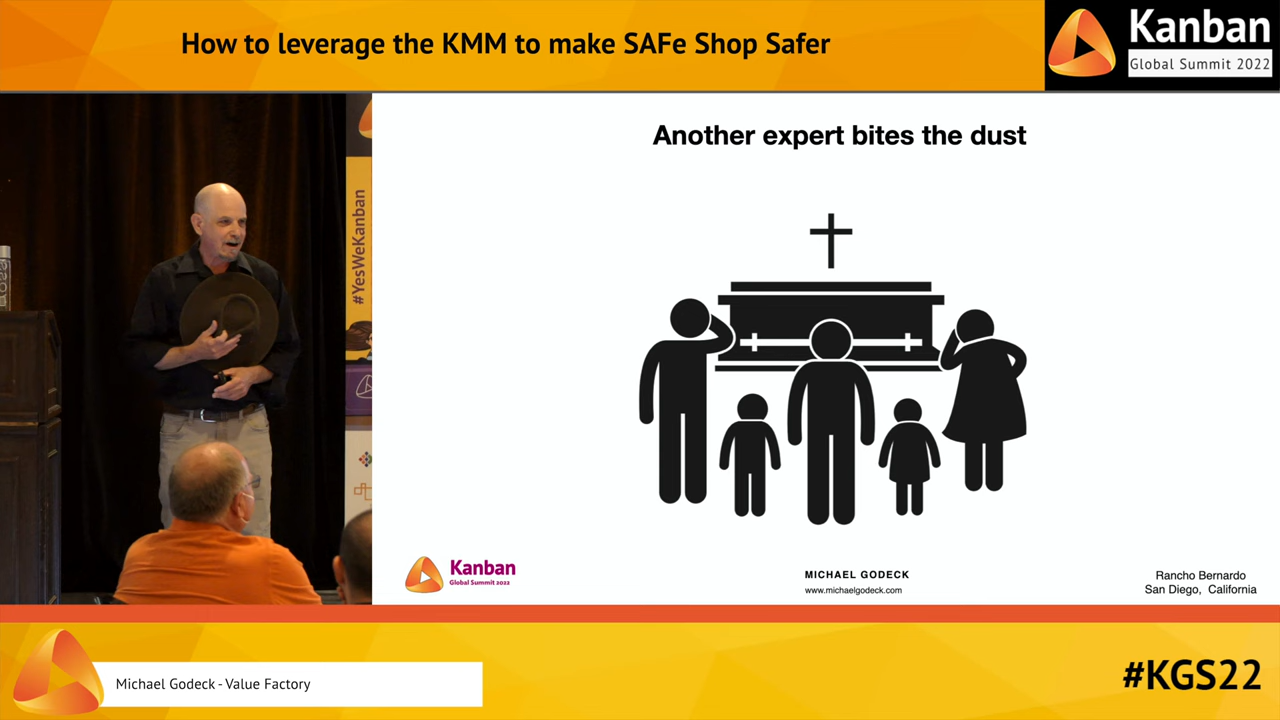 How to leverage the KMM to make SAFe Shop Safer
Kanban
Global Summit 2022
#YesWeKanban
Another expert bites the dust
Kanban
Global Summit 2022
MICHAEL GODECK
www.michaelgodeck.com
Rancho Bernardo
San Diego, California
Michael Godeck - Value Factory
#KGS22